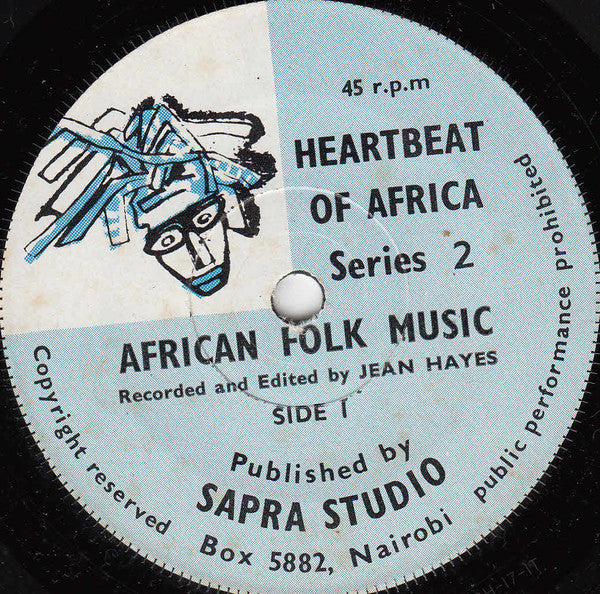 45 r.p.m
HEARTBEAT
OF AFRICA
Series 2
AFRICAN FOLK MUSIC
Recorded and Edited by JEAN HAYES
SIDE 1
Published by
SAPRA STUDIO
Box 5882, Nairobi
Copyright reserved
public performance prohibited